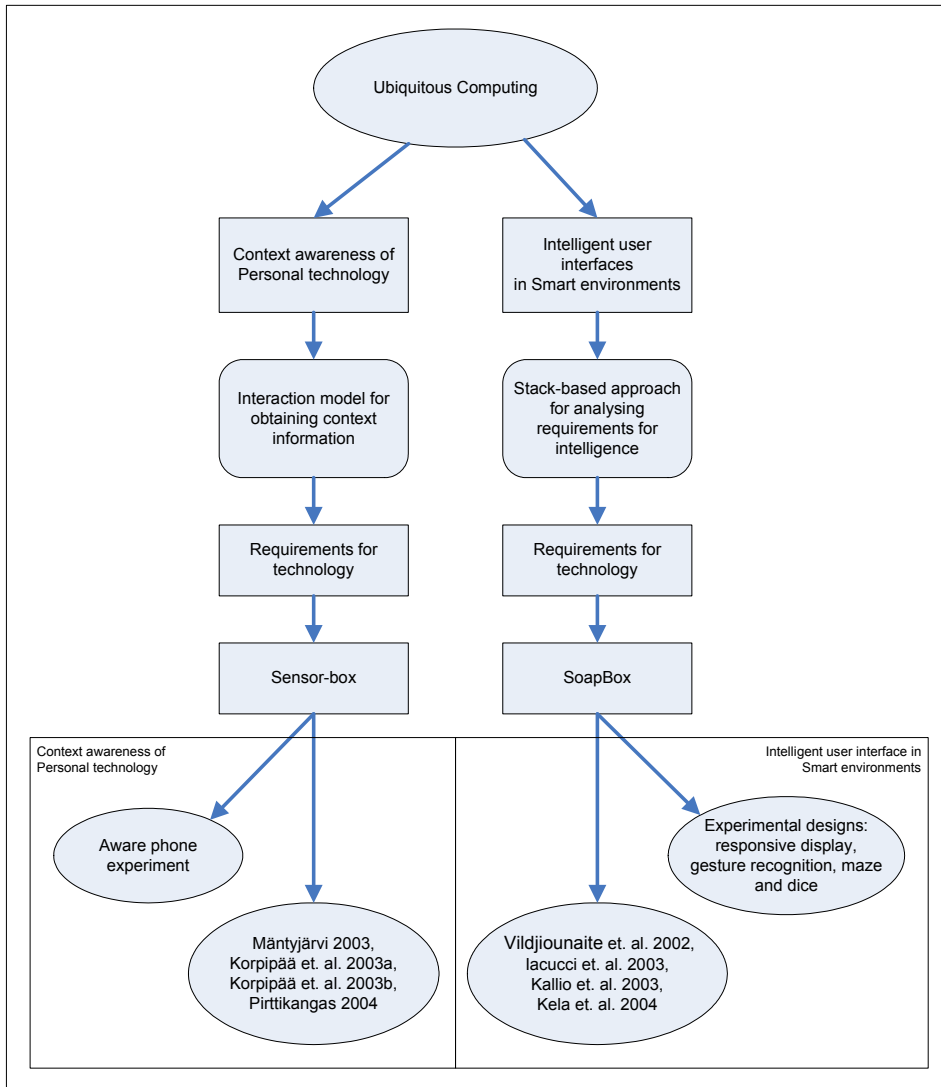 Ubiquitous Computing
Context awareness of
Personal technology
Intelligent user
interfaces
in Smart environments
Interaction model for
obtaining context
information
Stack-based approach
for analysing
requirements for
intelligence
Requirements for
technology
Requirements for
technology
Sensor-box
SoapBox
Context awareness of
Personal technology
Intelligent user interface in
Smart environments
Aware phone
experiment
Experimental designs:
responsive display,
gesture recognition, maze
and dice
Mäntyjärvi 2003,
Korpipää et. al. 2003a,
Korpipää et. al. 2003b,
Pirttikangas 2004
Vildjiounaite et. al. 2002,
Iacucci et. al. 2003,
Kallio et. al. 2003,
Kela et. al. 2004